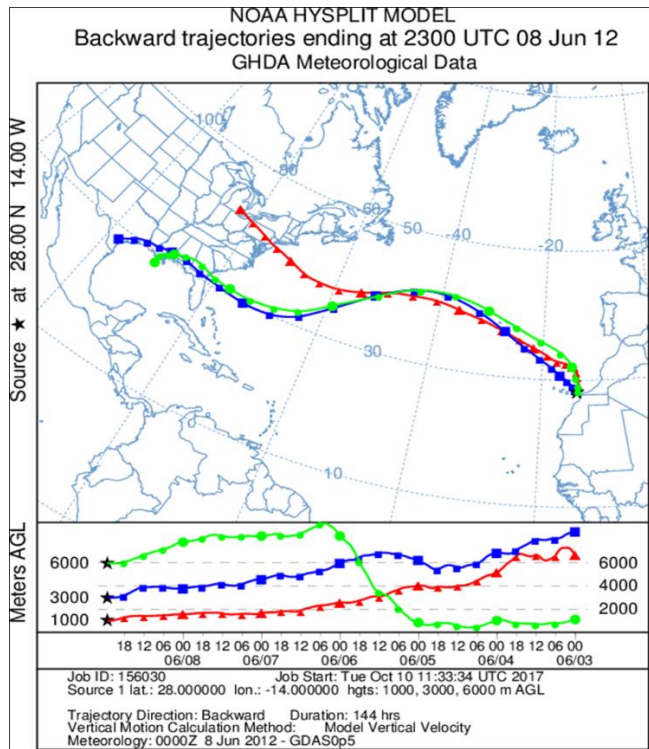 NOAA HYSPLIT MODEL
Backward trajectories ending at 2300 UTC 08 Jun 12
GHDA Meteorological Data
Source ★ at 28.00 N 14.00 W
100
80
60
50
-40
-20
30
10
Meters AGL
6000
3000
1000
6000
4000
2000
18 12 06 00 18 12 06 00 18 12 06 00 18 12 06 00 18 12 06 00 18 12 06 00
06/08 06/07 06/06 06/05 06/04 06/03
Job ID: 156030 Job Start: Tue Oct 10 11:33:34 UTC 2017
Source 1 lat.: 28.000000 lon.: -14.000000 hgts: 1000, 3000, 6000 m AGL
Trajectory Direction: Backward Duration: 144 hrs
Vertical Motion Calculation Method: Model Vertical Velocity
Meteorology: 0000Z 8 Jun 2012 - GDAS0p5